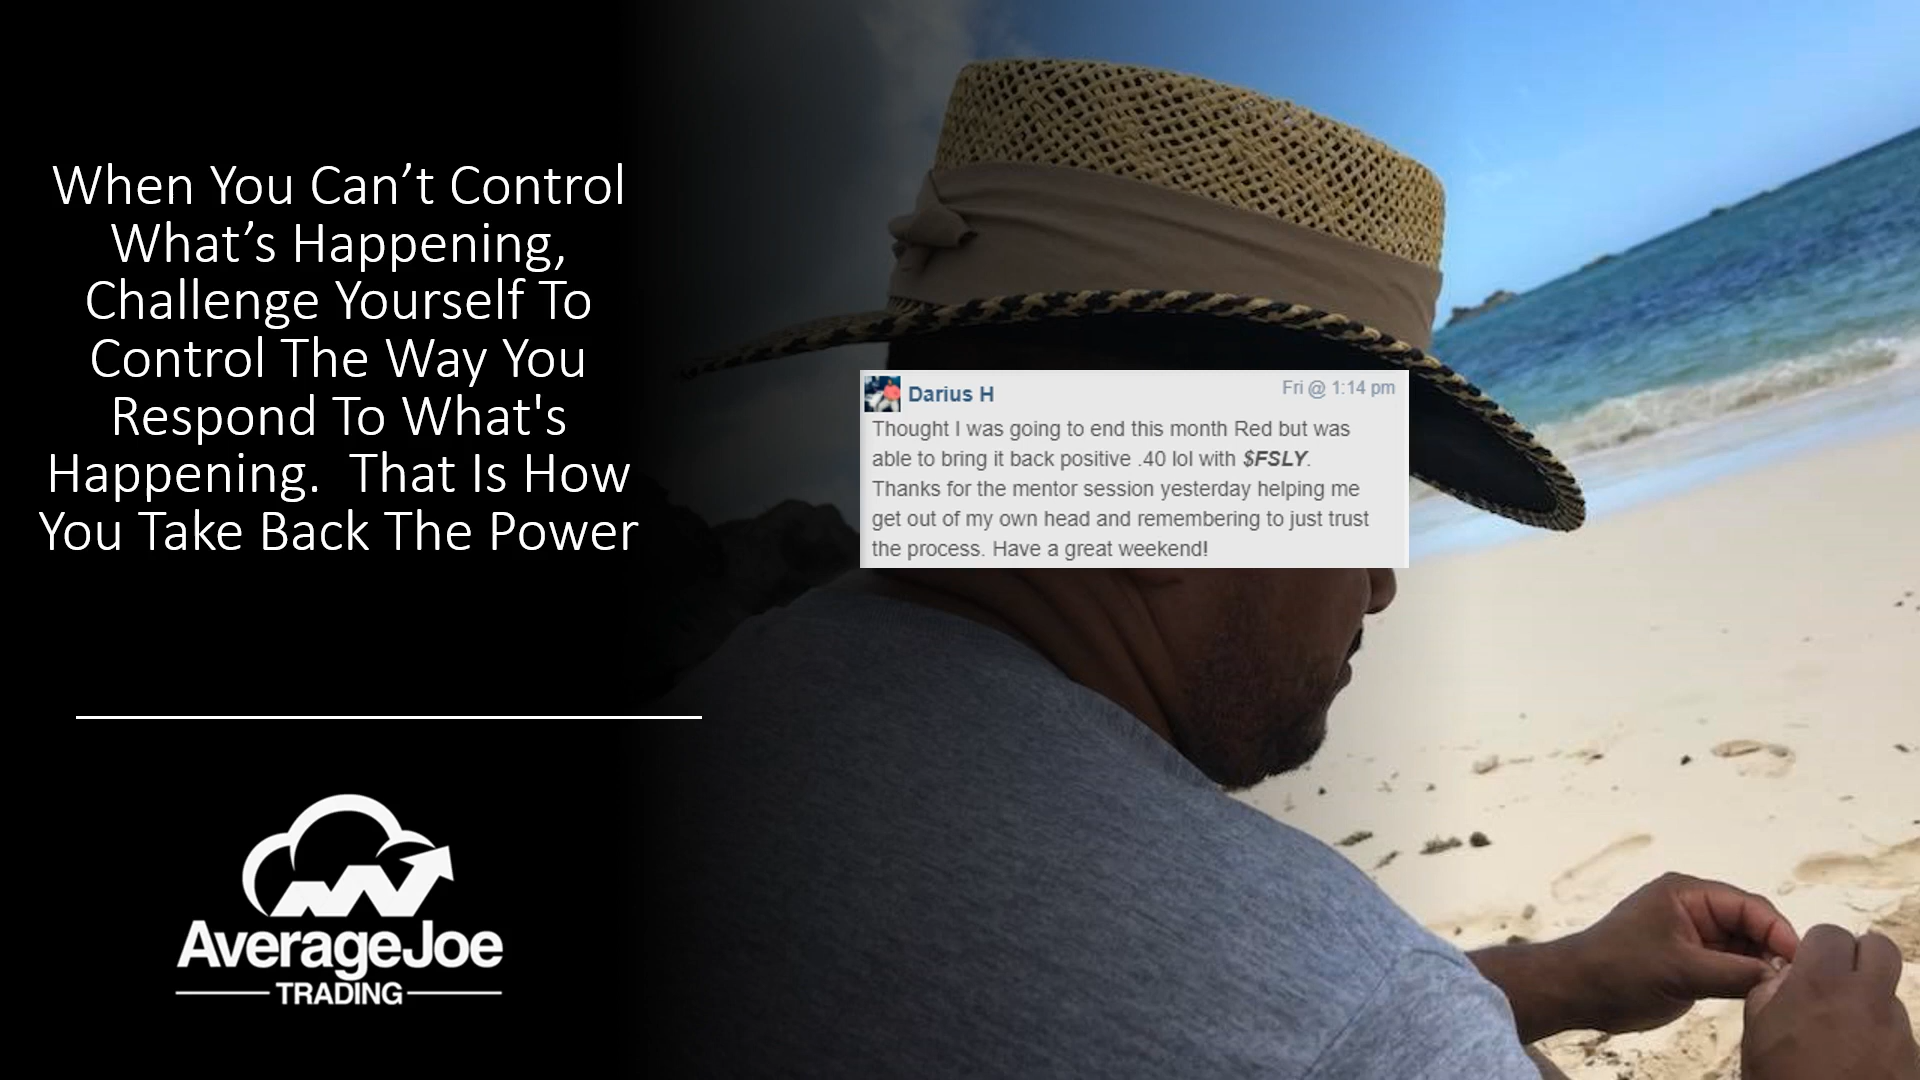 When You Can’t Control
What’s Happening,
Challenge Yourself To
Control The Way You
Respond To What's
Happening.  That Is How
You Take Back The Power
AverageJoe
TRADING
Darius H
Fri @ 1:14 pm
Thought I was going to end this month Red but was
able to bring it back positive .40 lol with $FSLY.
Thanks for the mentor session yesterday helping me
get out of my own head and remembering to just trust
the process. Have a great weekend!